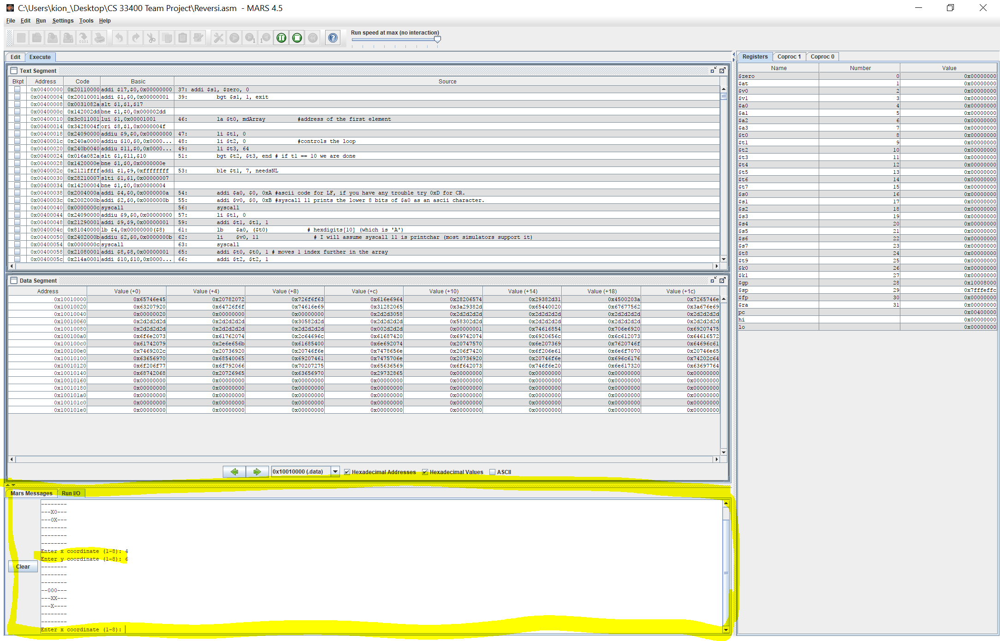 C:\Users\kion_\Desktop\CS 33400 Team Project\Reversi.asm - MARS 4.5
File Edit Run Settings Tools Help
Run speed at max (no interaction)
Edit Execute
Text Segment
Bkpt Address Code Basic Source
0x00400000 0x20110000 addi $17,$0,0x00000000 37: addi $s1, $zero, 0
0x00400004 0x20010001 addi $1,$0,0x00000001 39: bgt $s1, 1, exit
0x00400008 0x0031082a slt $1,$1,$17
0x0040000c 0x142002dd bne $1,$0,0x000002dd
0x00400010 0x3c011001 lui $1,0x00001001 46: la $t0, mdArray #address of the first element
0x00400014 0x3428004f ori $8,$1,0x0000004f
0x00400018 0x24090000 addiu $9,$0,0x00000000 47: li $t1, 0
0x0040001c 0x240a0000 addiu $10,$0,0x0000... 48: li $t2, 0 #controls the loop
0x00400020 0x240b0040 addiu $11,$0,0x0000... 49: li $t3, 64
0x00400024 0x016a082a slt $1,$11,$10 51: bgt $t2, $t3, end # if t1 == 10 we are done
0x00400028 0x1420000e bne $1,$0,0x0000000e
0x0040002c 0x2121ffff addi $1,$9,0xffffffff 53: ble $t1, 7, needsNL
0x00400030 0x28210007 slti $1,$1,0x00000007
0x00400034 0x14200004 bne $1,$0,0x00000004
0x00400038 0x2004000a addi $4,$0,0x0000000a 54: addi $a0, $0, 0xA #ascii code for LF, if you have any trouble try 0xD for CR.
0x0040003c 0x2002000b addi $2,$0,0x0000000b 55: addi $v0, $0, 0xB #syscall 11 prints the lower 8 bits of $a0 as an ascii character.
0x00400040 0x0000000c syscall 56: syscall
0x00400044 0x24090000 addiu $9,$0,0x00000000 57: li $t1, 0
0x00400048 0x21290001 addi $9,$9,0x00000001 59: addi $t1, $t1, 1
0x0040004c 0x81040000 lb $4,0x00000000($8) 61: lb $a0, ($t0) # hexdigits[10] (which is 'A')
0x00400050 0x2402000b addiu $2,$0,0x0000000b 62: li $v0, 11 # I will assume syscall 11 is printchar (most simulators support it)
0x00400054 0x0000000c syscall 63: syscall
0x00400058 0x21080001 addi $8,$8,0x00000001 65: addi $t0, $t0, 1 # moves 1 index further in the array
0x0040005c 0x214a0001 addi $10,$10,0x0000... 66: addi $t2, $t2, 1
Data Segment
Address Value (+0) Value (+4) Value (+8) Value (+c) Value (+10) Value (+14) Value (+18) Value (+1c)
0x10010000 0x65746e45 0x20782072 0x726f6f63 0x616e6964 0x28206574 0x29382d31 0x4500203a 0x7265746e
0x10010020 0x63207920 0x64726f6f 0x74616e69 0x31282065 0x3a29382d 0x65440020 0x67677562 0x3a676e69
0x10010040 0x00000020 0x00000000 0x00000000 0x2d2d3058 0x2d2d2d2d 0x2d2d2d2d 0x2d2d2d2d 0x2d2d2d2d
0x10010060 0x2d2d2d2d 0x2d2d2d2d 0x30582d2d 0x2d2d2d2d 0x58302d2d 0x2d2d2d2d 0x2d2d2d2d 0x2d2d2d2d
0x10010080 0x2d2d2d2d 0x2d2d2d2d 0x2d2d2d2d 0x002d2d2d 0x00000001 0x74616854 0x706e6920 0x69207475
0x100100a0 0x6f6e2073 0x61762074 0x2c64696c 0x61687420 0x69742074 0x6920656c 0x6c612073 0x64616572
0x100100c0 0x61742079 0x2e6e656b 0x61685400 0x6e692074 0x20747570 0x6e207369 0x7620746f 0x64696c61
0x100100e0 0x7469202c 0x20736920 0x20746f6e 0x7478656e 0x206f7420 0x6f206e61 0x6e6f7070 0x20746e65
0x10010100 0x63656970 0x68540065 0x69207461 0x7475706e 0x20736920 0x20746f6e 0x696c6176 0x74202c64
0x10010120 0x6f206f77 0x6f792066 0x70207275 0x65636569 0x6f642073 0x746f6e20 0x6e617320 0x63697764
0x10010140 0x68742068 0x20726965 0x63656970 0x29732865 0x00000000 0x00000000 0x00000000 0x00000000
0x10010160 0x00000000 0x00000000 0x00000000 0x00000000 0x00000000 0x00000000 0x00000000 0x00000000
0x10010180 0x00000000 0x00000000 0x00000000 0x00000000 0x00000000 0x00000000 0x00000000 0x00000000
0x100101a0 0x00000000 0x00000000 0x00000000 0x00000000 0x00000000 0x00000000 0x00000000 0x00000000
0x100101c0 0x00000000 0x00000000 0x00000000 0x00000000 0x00000000 0x00000000 0x00000000 0x00000000
0x100101e0 0x00000000 0x00000000 0x00000000 0x00000000 0x00000000 0x00000000 0x00000000 0x00000000
0x10010000 (.data) Hexadecimal Addresses Hexadecimal Values ASCII
Mars Messages Run I/O
Clear
--------
---X0---
---0X---
--------
--------
--------
Enter x coordinate (1-8): 4
Enter y coordinate (1-8): 6
--------
--------
--------
--000---
---XX---
---X----
--------
--------
Enter x coordinate (1-8):
Registers Coproc 1 Coproc 0
Name Number Value
$zero 0 0x00000000
$at 1 0x00000000
$v0 2 0x00000000
$v1 3 0x00000000
$a0 4 0x00000000
$a1 5 0x00000000
$a2 6 0x00000000
$a3 7 0x00000000
$t0 8 0x00000000
$t1 9 0x00000000
$t2 10 0x00000000
$t3 11 0x00000000
$t4 12 0x00000000
$t5 13 0x00000000
$t6 14 0x00000000
$t7 15 0x00000000
$s0 16 0x00000000
$s1 17 0x00000000
$s2 18 0x00000000
$s3 19 0x00000000
$s4 20 0x00000000
$s5 21 0x00000000
$s6 22 0x00000000
$s7 23 0x00000000
$t8 24 0x00000000
$t9 25 0x00000000
$k0 26 0x00000000
$k1 27 0x00000000
$gp 28 0x10008000
$sp 29 0x7fffeffc
$fp 30 0x00000000
$ra 31 0x00000000
pc 0x00400000
hi 0x00000000
lo 0x00000000